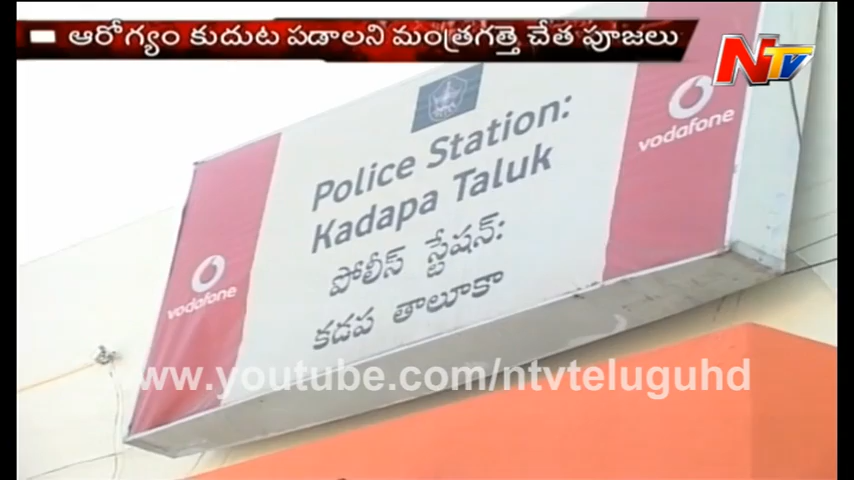 ఆరోగ్యం కుదుట పడాలని మంత్రగత్తె చేత పూజలు
NTV
vodafone
Police Station:
Kadapa Taluk
పోలీస్ స్టేషన్:
కడప తాలూకా
vodafone
www.youtube.com/ntvteluguhd